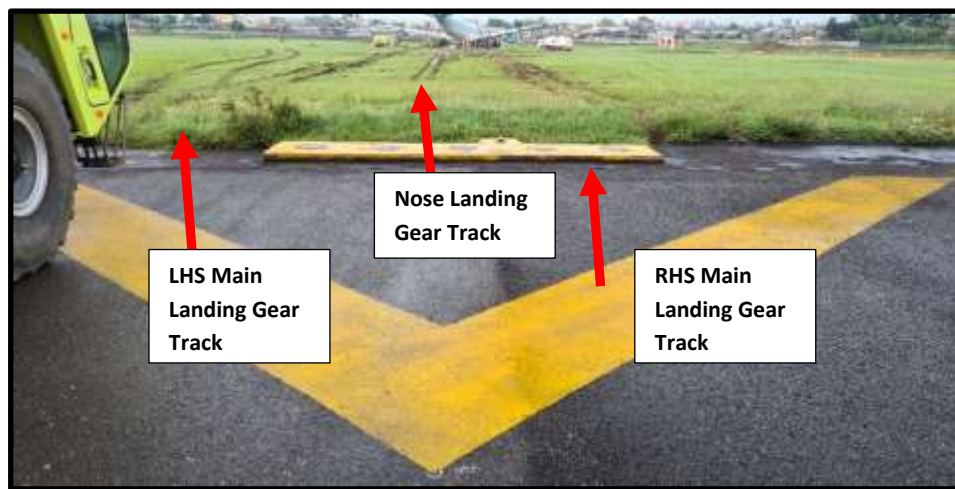 Nose Landing
Gear Track
LHS Main
Landing Gear
Track
RHS Main
Landing Gear
Track